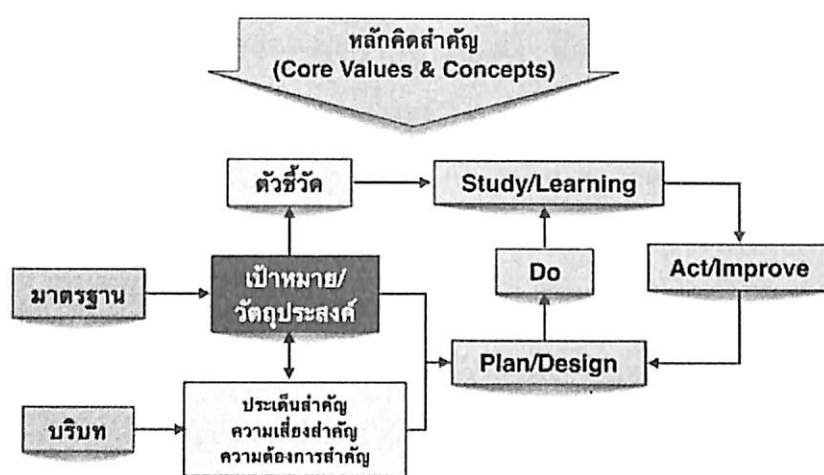 หลักคิดสำคัญ
(Core Values & Concepts)
ตัวชี้วัด
Study/Learning
มาตรฐาน
เป้าหมาย/
วัตถุประสงค์
Do
Act/Improve
Plan/Design
บริบท
ประเด็นสำคัญ
ความเสี่ยงสำคัญ
ความต้องการสำคัญ